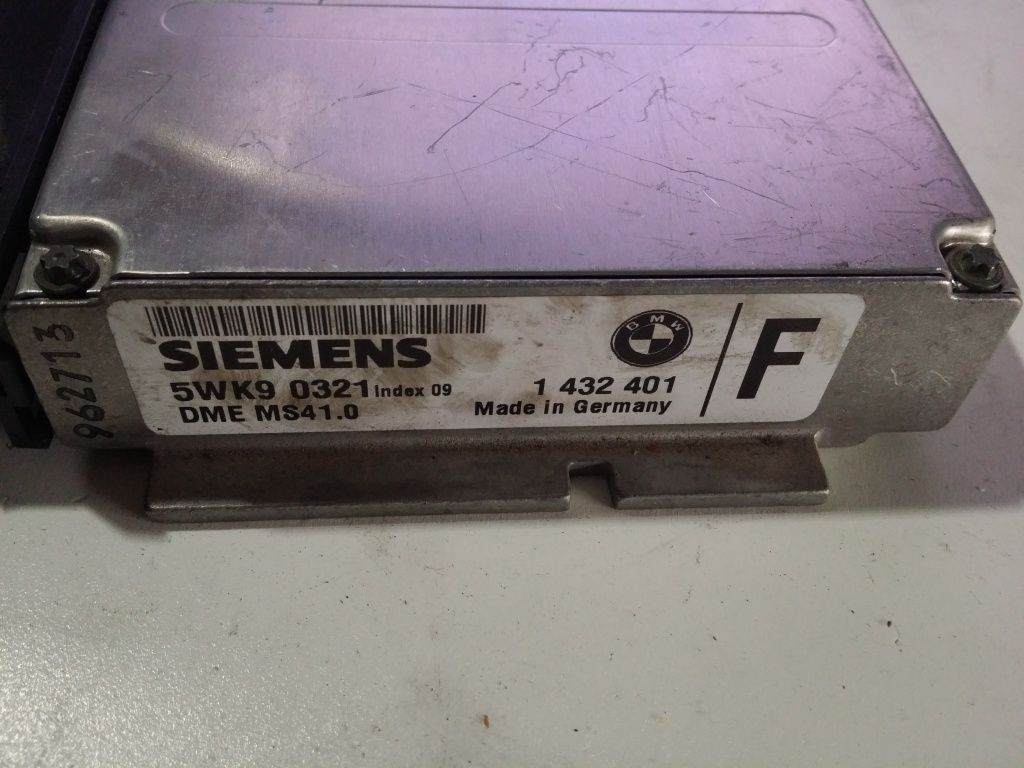 SIEMENS
5WK9 0321 Index 09
DME MS41.0
BMW
1 432 401
Made in Germany
F
962713